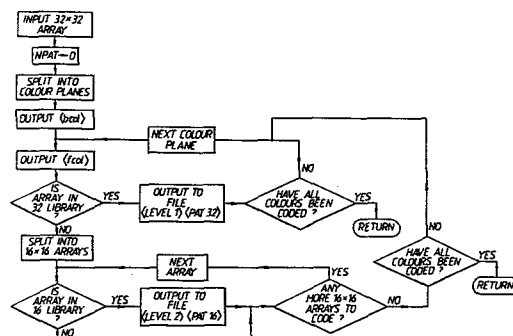 INPUT 32×32
ARRAY
NPAT←0
SPLIT INTO
COLOUR PLANES
OUTPUT ⟨bcol⟩
NEXT COLOUR
PLANE
OUTPUT ⟨fcol⟩
NO
IS
ARRAY IN
32 LIBRARY
?
YES
OUTPUT TO
FILE
⟨LEVEL 1⟩ ⟨PAT 32⟩
HAVE ALL
COLOURS BEEN
CODED ?
YES
RETURN
NO
NO
SPLIT INTO
16×16 ARRAYS
NEXT
ARRAY
YES
HAVE ALL
COLOURS BEEN
CODED ?
YES
RETURN
IS
ARRAY IN
16 LIBRARY
?
YES
OUTPUT TO
FILE
⟨LEVEL 2⟩ ⟨PAT 16⟩
ANY
MORE 16×16
ARRAYS TO
CODE ?
NO
NO